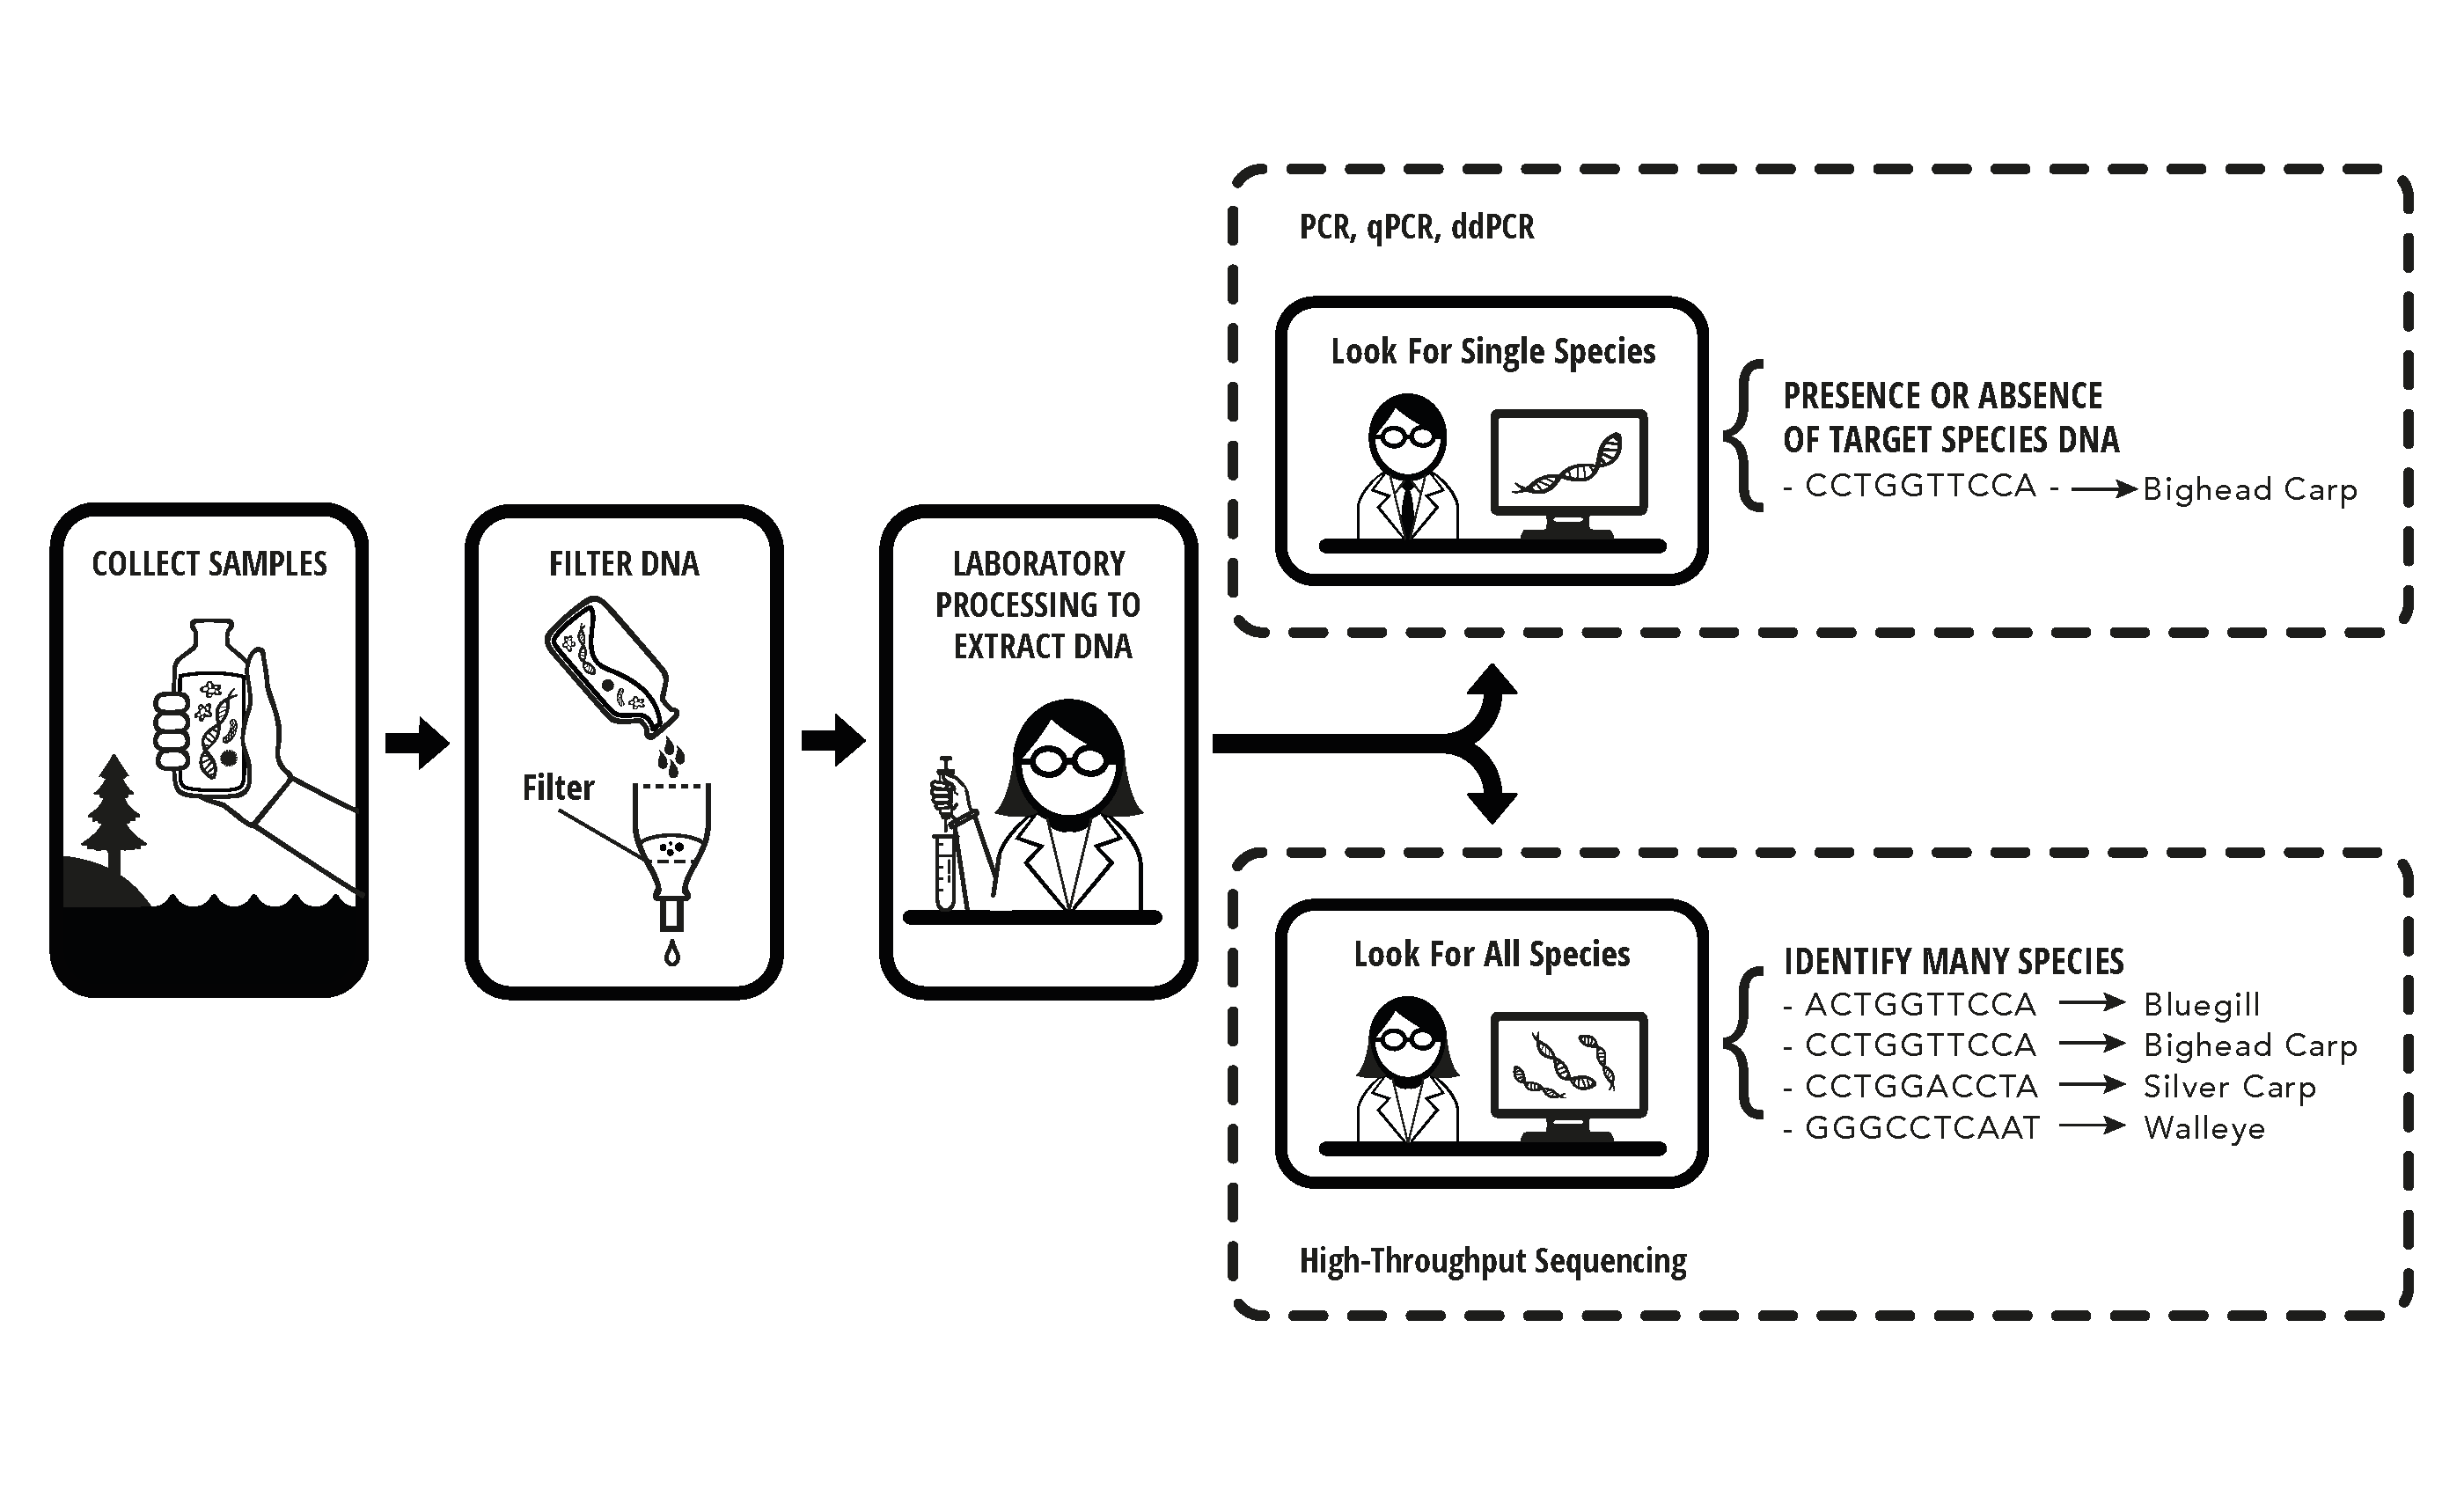 COLLECT SAMPLES
FILTER DNA
Filter
LABORATORY
PROCESSING TO
EXTRACT DNA
PCR, qPCR, ddPCR
Look For Single Species
PRESENCE OR ABSENCE
OF TARGET SPECIES DNA
- CCTGGTTCCA - → Bighead Carp
Look For All Species
IDENTIFY MANY SPECIES
- ACTGGTTCCA → Bluegill
- CCTGGTTCCA → Bighead Carp
- CCTGGACCTA → Silver Carp
- GGGCCTCAAT → Walleye
High-Throughput Sequencing